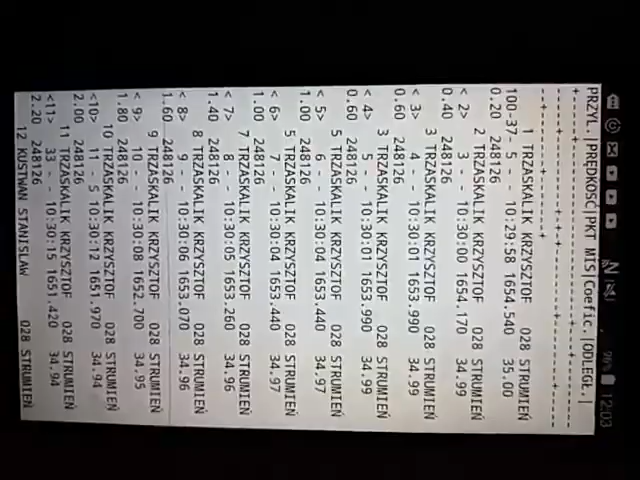 12:03
PRZYL.|PRĘDKOŚĆ|PKT MIS|Coefic.|ODLEGŁ.|
1 TRZASKALIK KRZYSZTOF 028 STRUMIEŃ
100-37- 5 - - 10:29:58 1654.540 35.00
0.20 248126
2 TRZASKALIK KRZYSZTOF 028 STRUMIEŃ
< 2> 3 - - 10:30:00 1654.170 34.99
0.40 248126
3 TRZASKALIK KRZYSZTOF 028 STRUMIEŃ
< 3> 4 - - 10:30:01 1653.990 34.99
0.60 248126
3 TRZASKALIK KRZYSZTOF 028 STRUMIEŃ
< 4> 5 - - 10:30:01 1653.990 34.99
0.60 248126
5 TRZASKALIK KRZYSZTOF 028 STRUMIEŃ
< 5> 6 - - 10:30:04 1653.440 34.97
1.00 248126
5 TRZASKALIK KRZYSZTOF 028 STRUMIEŃ
< 6> 7 - - 10:30:04 1653.440 34.97
1.00 248126
7 TRZASKALIK KRZYSZTOF 028 STRUMIEŃ
< 7> 8 - - 10:30:05 1653.260 34.96
1.40 248126
8 TRZASKALIK KRZYSZTOF 028 STRUMIEŃ
< 8> 9 - - 10:30:06 1653.070 34.96
1.60 248126
9 TRZASKALIK KRZYSZTOF 028 STRUMIEŃ
< 9> 10 - - 10:30:08 1652.700 34.95
1.80 248126
10 TRZASKALIK KRZYSZTOF 028 STRUMIEŃ
<10> 11 - 5 10:30:12 1651.970 34.94
2.00 248126
11 TRZASKALIK KRZYSZTOF 028 STRUMIEŃ
<11> 33 - - 10:30:15 1651.420 34.94
2.20 248126
12 KUSTWAN STANISLAW 028 STRUMIEŃ